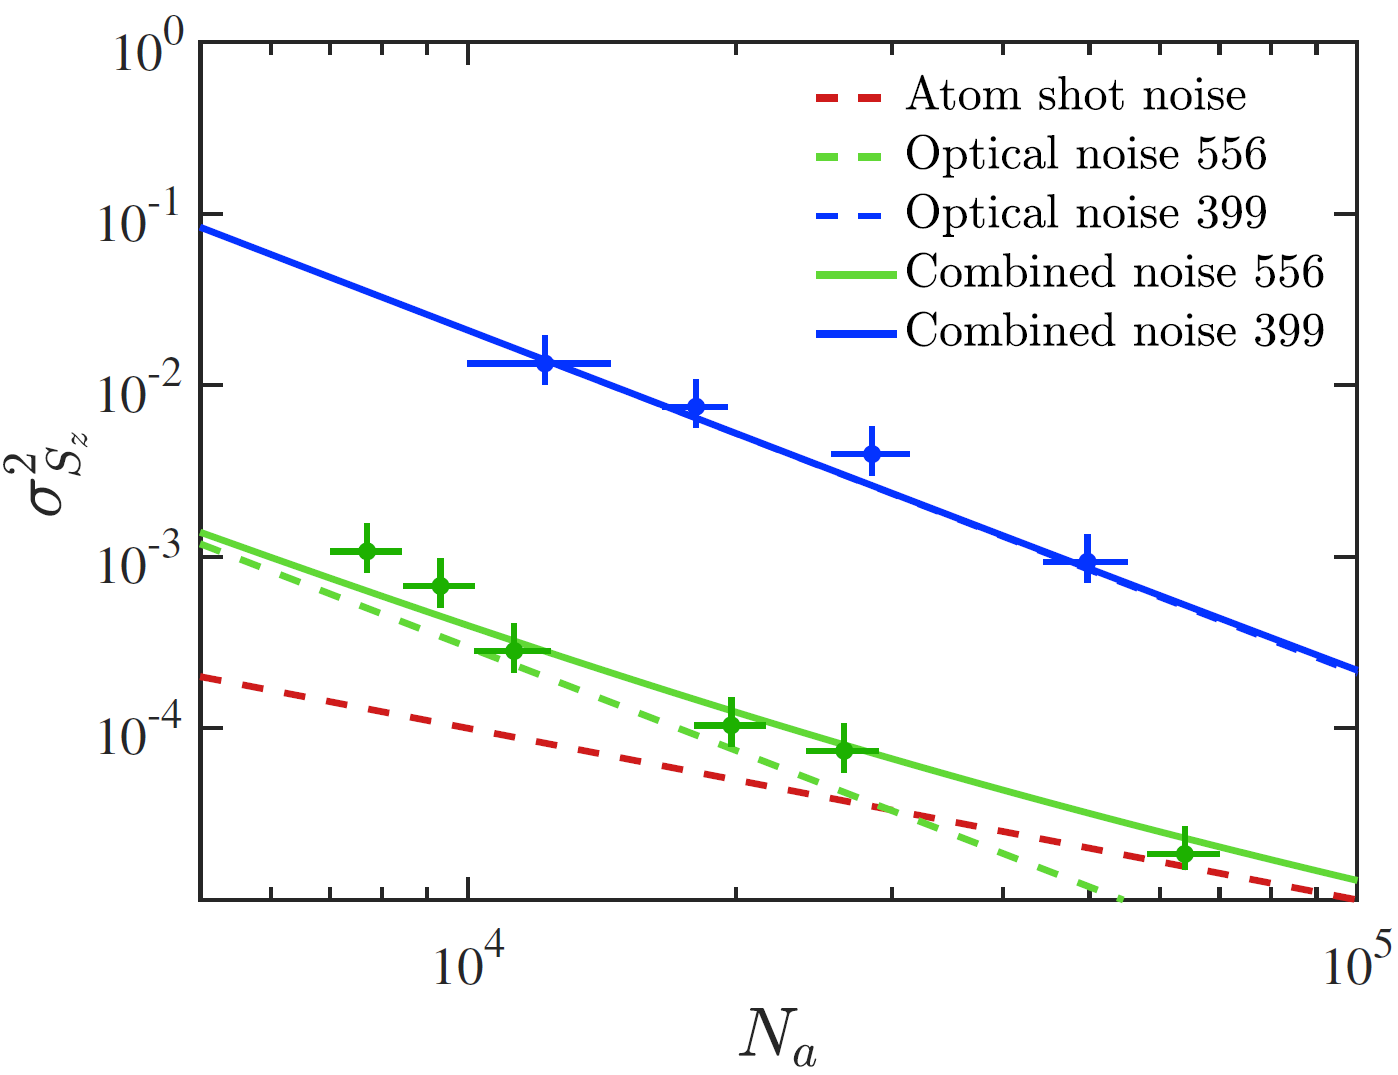 10^0
10^-1
10^-2
10^-3
10^-4
σ^2_{S_z}
Atom shot noise
Optical noise 556
Optical noise 399
Combined noise 556
Combined noise 399
10^4
10^5
N_a